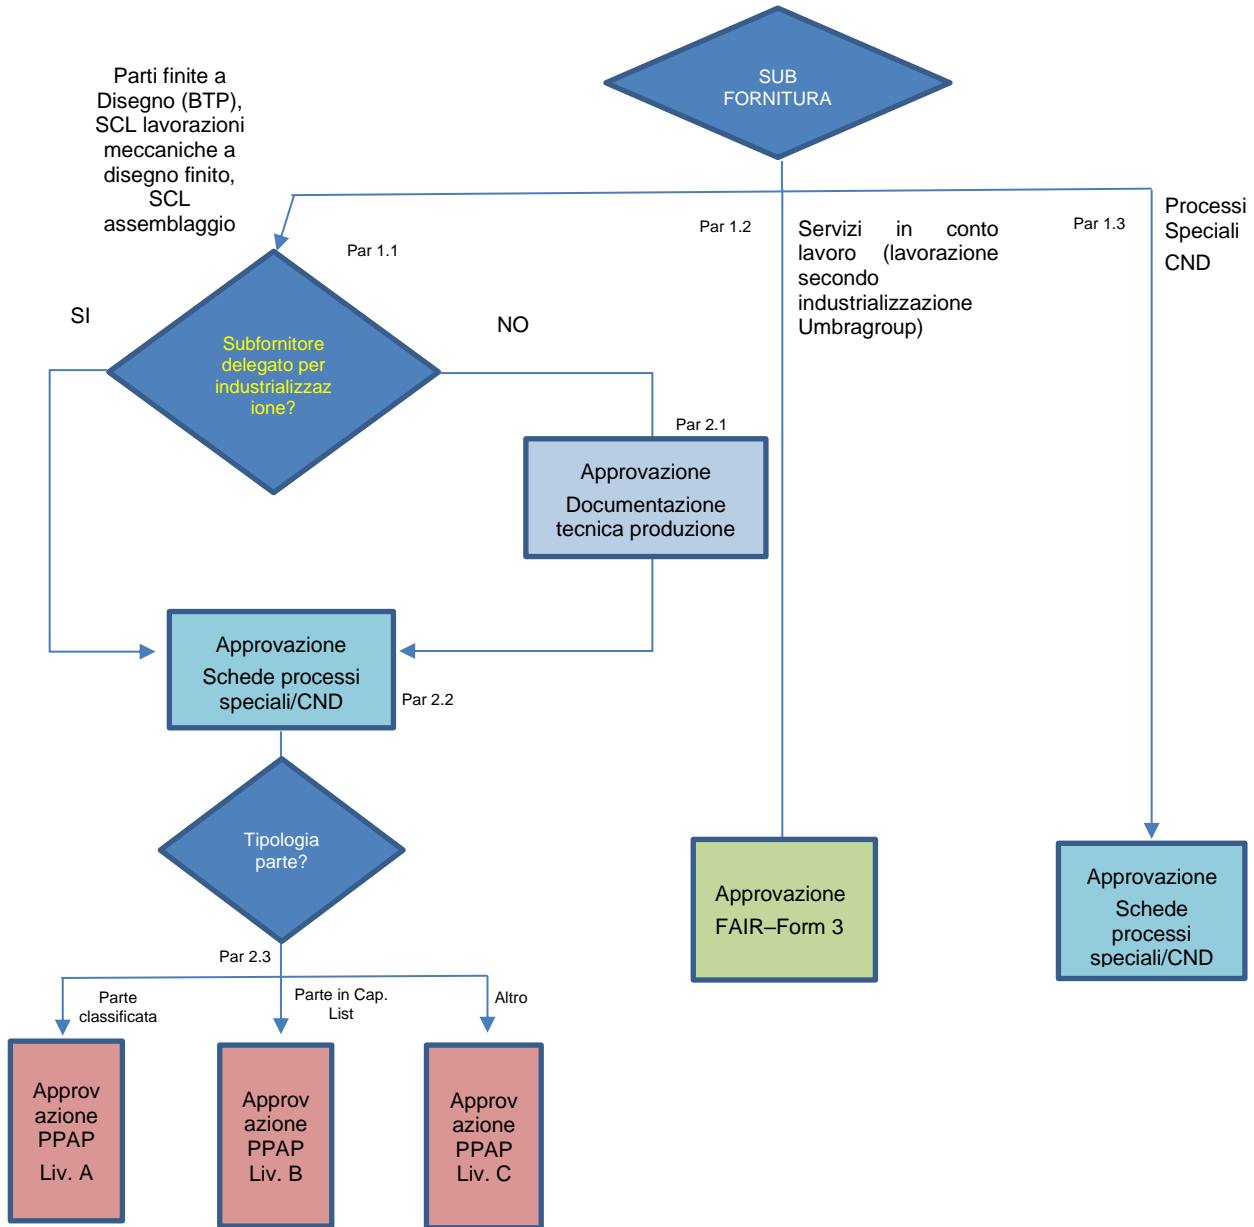 SUB
FORNITURA
Parti finite a
Disegno (BTP),
SCL lavorazioni
meccaniche a
disegno finito,
SCL
assemblaggio
Par 1.1
Par 1.2
Servizi in conto
lavoro (lavorazione
secondo
industrializzazione
Umbragroup)
Par 1.3
Processi
Speciali
CND
SI
NO
Subfornitore
delegato per
industrializzaz
ione?
Par 2.1
Approvazione
Documentazione
tecnica produzione
Approvazione
Schede processi
speciali/CND
Par 2.2
Tipologia
parte?
Approvazione
FAIR–Form 3
Approvazione
Schede
processi
speciali/CND
Par 2.3
Parte
classificata
Parte in Cap.
List
Altro
Approv
azione
PPAP
Liv. A
Approv
azione
PPAP
Liv. B
Approv
azione
PPAP
Liv. C